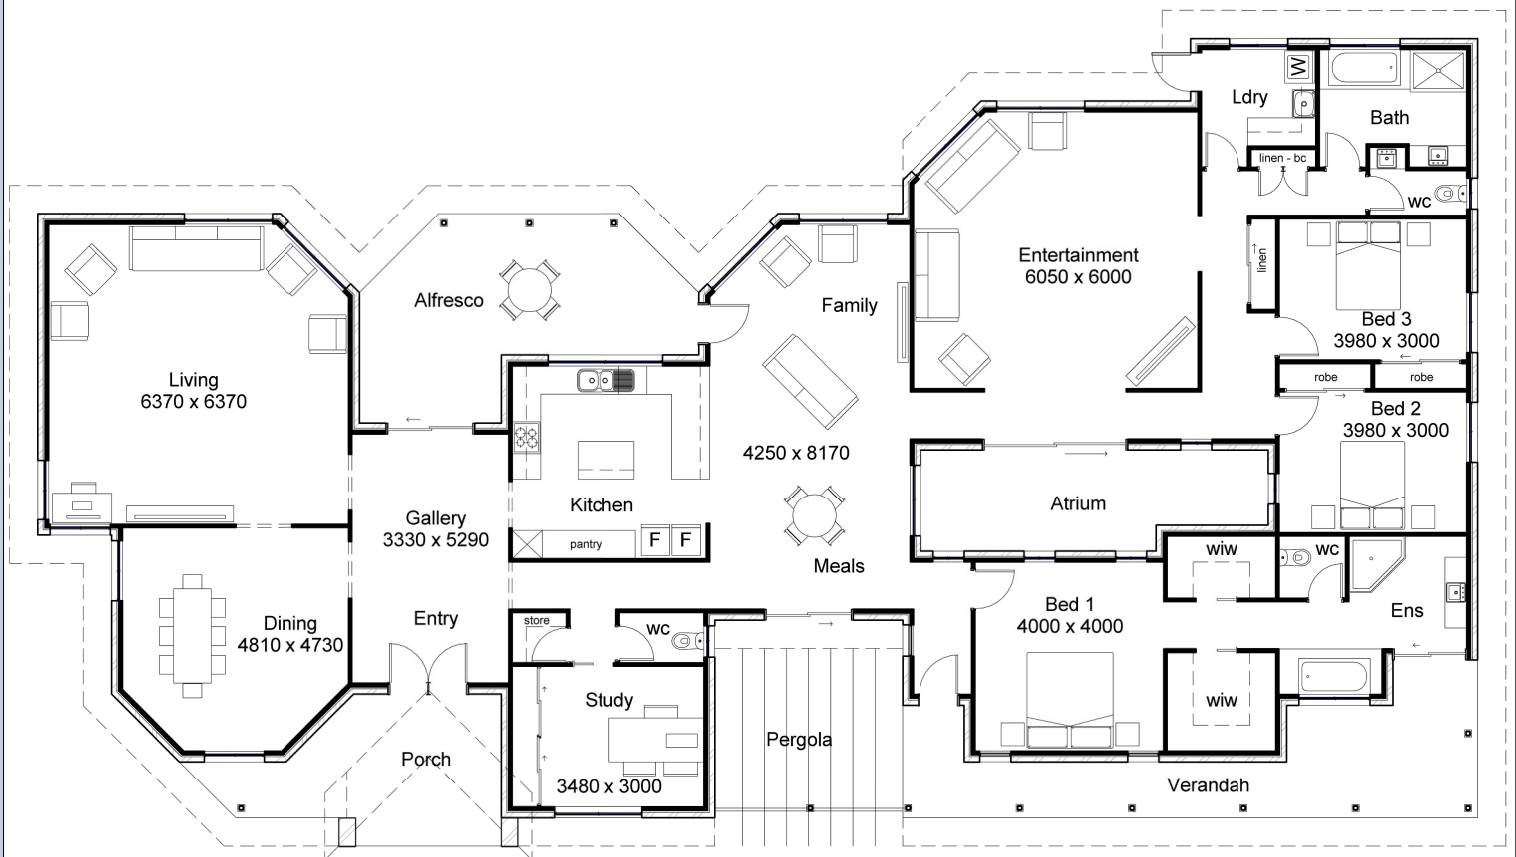 W
Ldry
Bath
linen - bc
wc
Entertainment
6050 x 6000
linen
Alfresco
Family
Bed 3
3980 x 3000
Living
6370 x 6370
robe
robe
Bed 2
3980 x 3000
4250 x 8170
Kitchen
Atrium
Gallery
3330 x 5290
pantry
F
F
Meals
wiw
wc
Bed 1
4000 x 4000
Ens
Dining
4810 x 4730
Entry
store
wc
Study
wiw
Pergola
Porch
3480 x 3000
Verandah